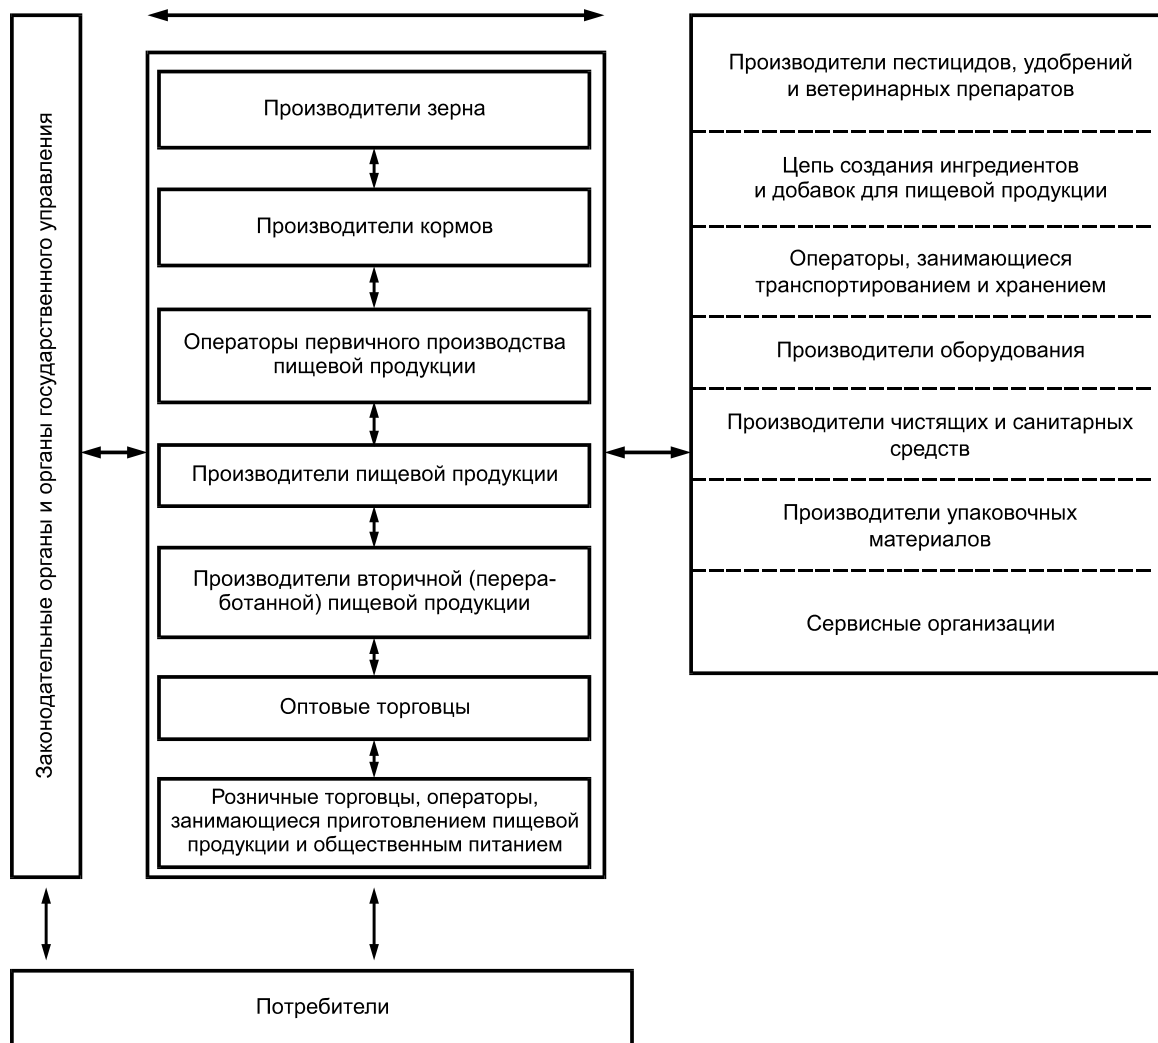 Законодательные органы и органы государственного управления
Производители зерна
Производители кормов
Операторы первичного производства
пищевой продукции
Производители пищевой продукции
Производители вторичной (перера-
ботанной) пищевой продукции
Оптовые торговцы
Розничные торговцы, операторы,
занимающиеся приготовлением пищевой
продукции и общественным питанием
Производители пестицидов, удобрений
и ветеринарных препаратов
Цепь создания ингредиентов
и добавок для пищевой продукции
Операторы, занимающиеся
транспортированием и хранением
Производители оборудования
Производители чистящих и санитарных
средств
Производители упаковочных
материалов
Сервисные организации
Потребители